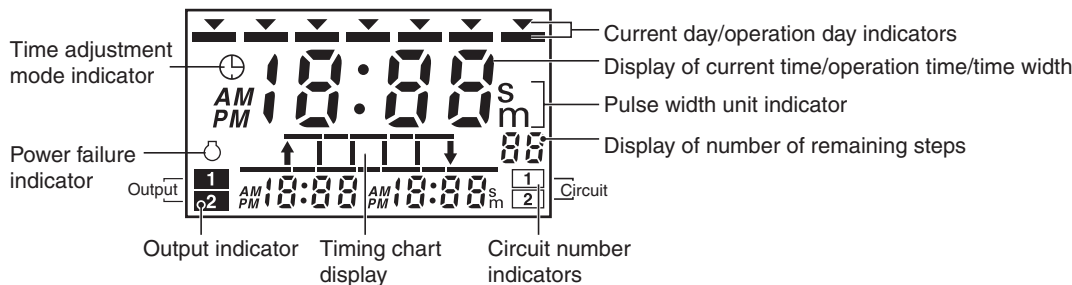 Current day/operation day indicators
Time adjustment
mode indicator
Display of current time/operation time/time width
18:88
AM
PM
s
m
Pulse width unit indicator
88
Display of number of remaining steps
Power failure
indicator
Output
1
2
AM
PM
18:88
AM
PM
18:88
s
m
1
2
Circuit
Output indicator
Timing chart
display
Circuit number
indicators